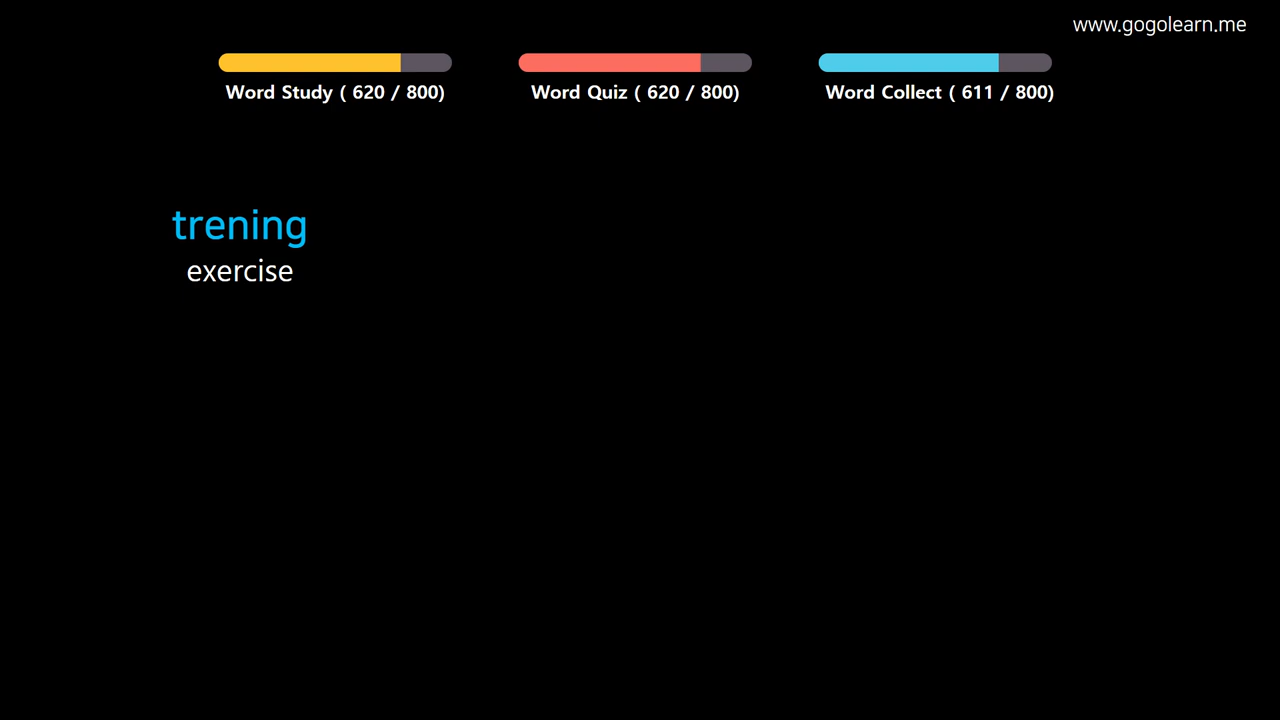 www.gogolearn.me
Word Study ( 620 / 800)
Word Quiz ( 620 / 800)
Word Collect ( 611 / 800)
trening
exercise